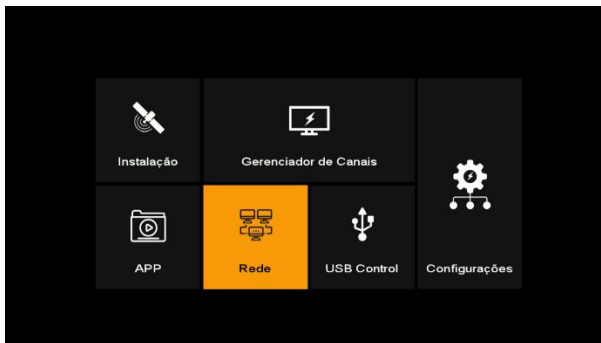 Instalação
Gerenciador de Canais
APP
Rede
USB Control
Configurações